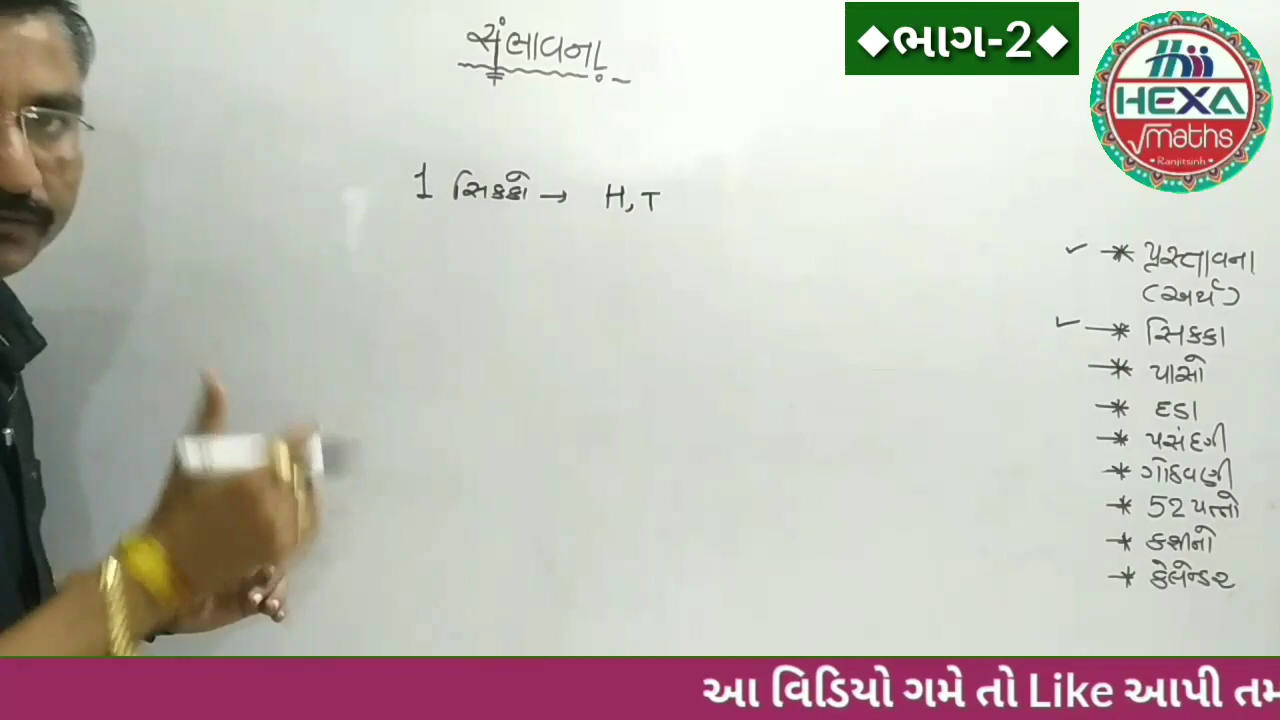 સંભાવના
◆ભાગ-2◆
HEXA
√maths
Ranjitsinh
1 સિક્કો → H, T
✓ → * પ્રસ્તાવના
(અર્થ)
✓ → * સિક્કા
→ * પાસો
→ * દડા
→ * પસંદગી
→ * ગોઠવણી
→ * 52 પત્તો
→ * કેલેન્ડર
આ વિડિયો ગમે તો Like આપી તમ